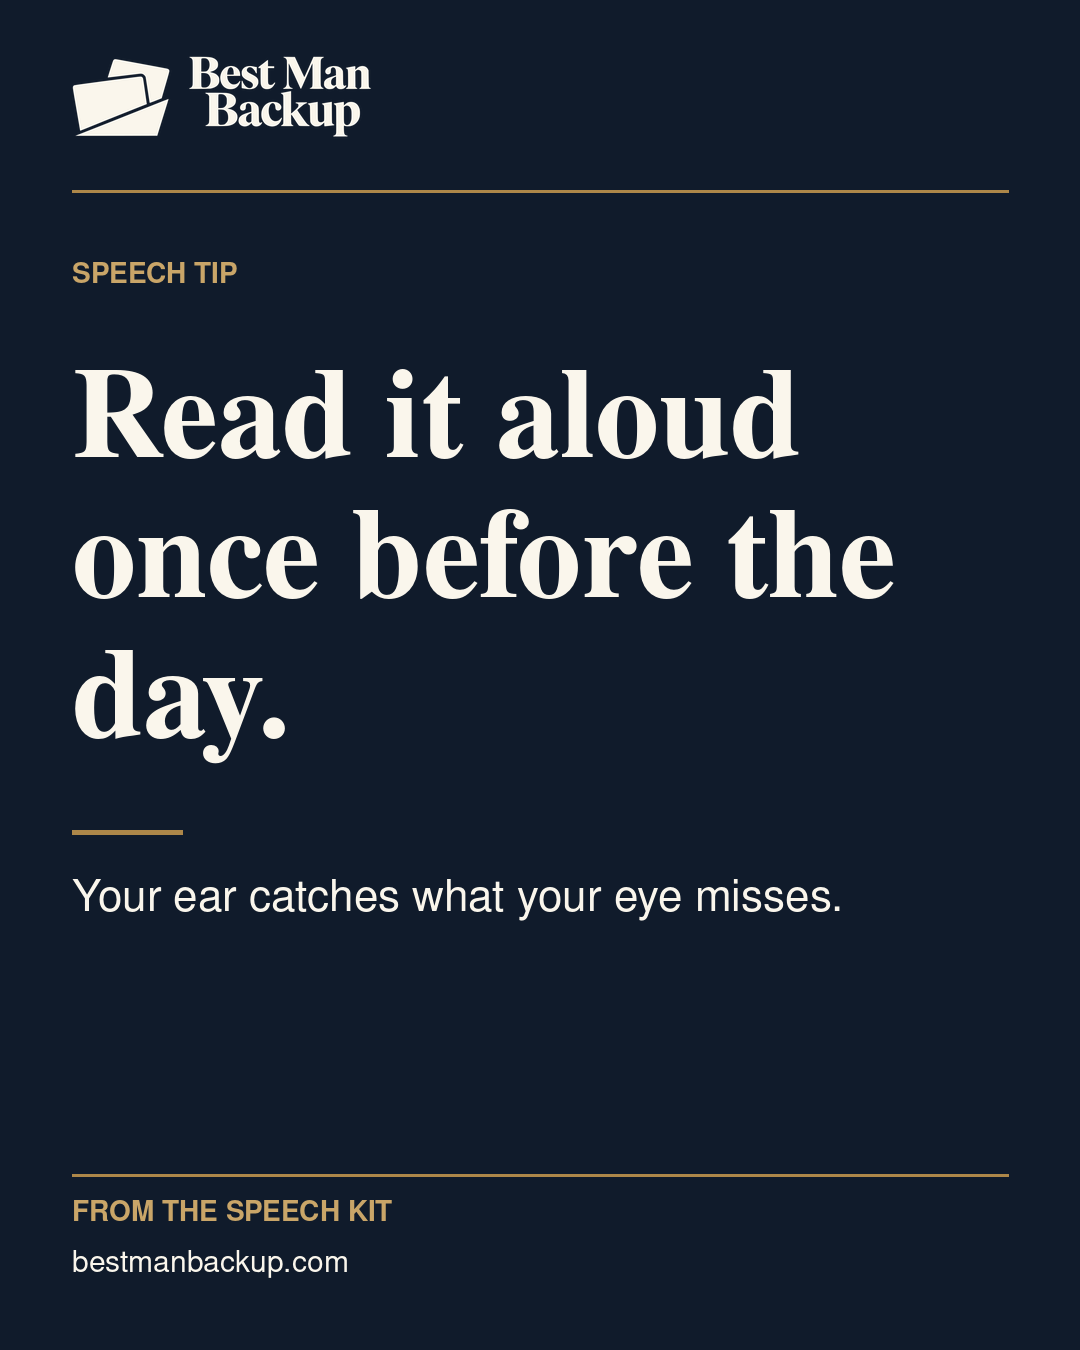 Best Man
Backup
SPEECH TIP
Read it aloud
once before the
day.
Your ear catches what your eye misses.
FROM THE SPEECH KIT
bestmanbackup.com